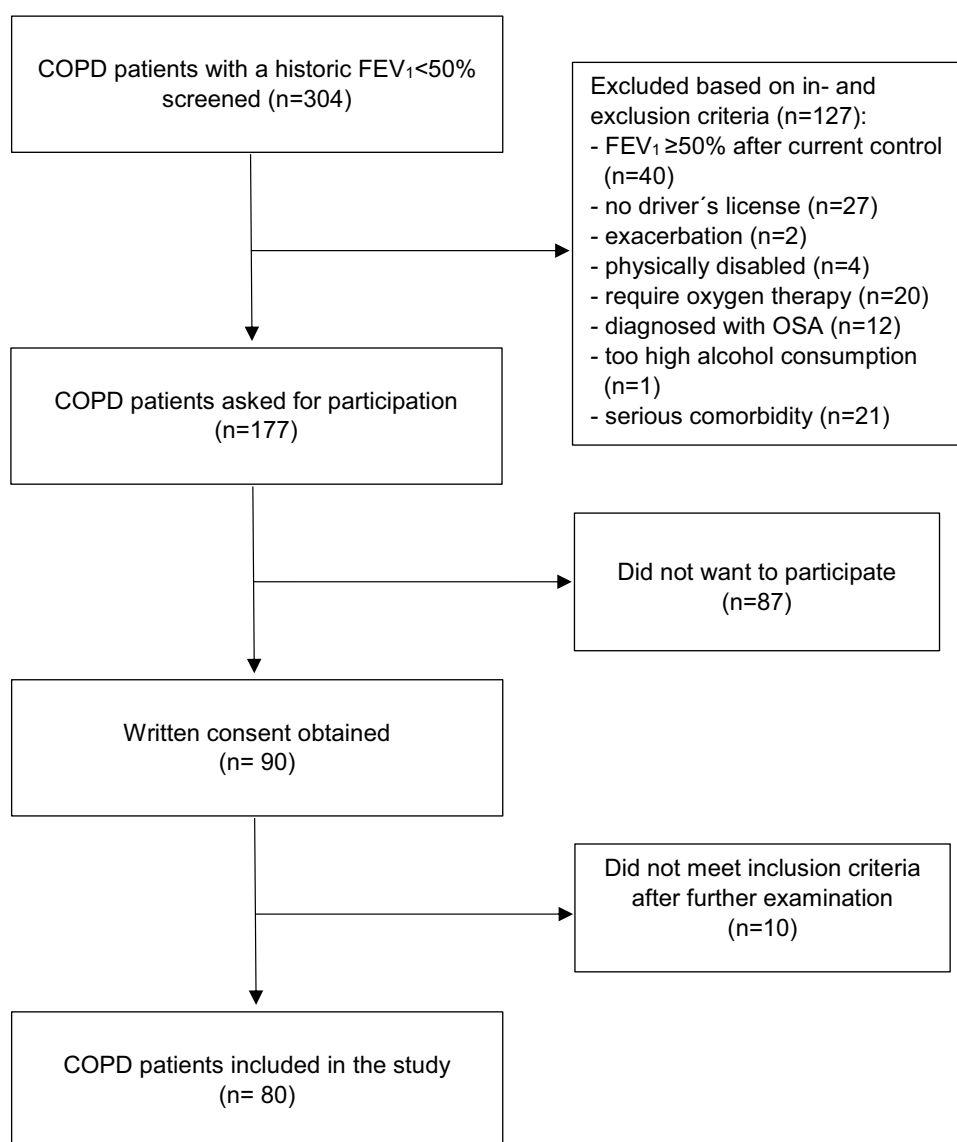 COPD patients with a historic FEV₁<50%
screened (n=304)
Excluded based on in- and
exclusion criteria (n=127):
- FEV₁ ≥50% after current control
(n=40)
- no driver´s license (n=27)
- exacerbation (n=2)
- physically disabled (n=4)
- require oxygen therapy (n=20)
- diagnosed with OSA (n=12)
- too high alcohol consumption
(n=1)
- serious comorbidity (n=21)
COPD patients asked for participation
(n=177)
Did not want to participate
(n=87)
Written consent obtained
(n= 90)
Did not meet inclusion criteria
after further examination
(n=10)
COPD patients included in the study
(n= 80)